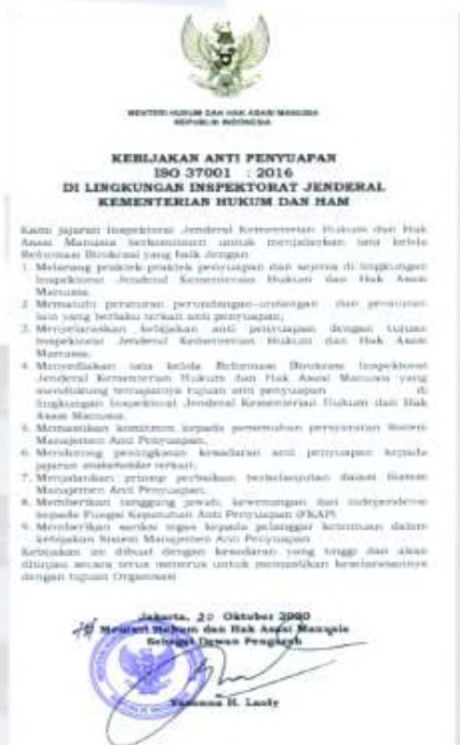 MENTERI HUKUM DAN HAK ASASI MANUSIA
REPUBLIK INDONESIA
KEBIJAKAN ANTI PENYUAPAN
ISO 37001 : 2016
DI LINGKUNGAN INSPEKTORAT JENDERAL
KEMENTERIAN HUKUM DAN HAM
Kami jajaran Inspektorat Jenderal Kementerian Hukum dan Hak
Asasi Manusia berkomitmen untuk menjalankan tata kelola
Reformasi Birokrasi yang baik dengan
1. Melarang praktek-praktek penyuapan dan sejenis di lingkungan
Inspektorat Jenderal Kementerian Hukum dan Hak Asasi
Manusia.
2. Mematuhi peraturan perundangan-undangan dan peraturan
lain yang berlaku terkait anti penyuapan;
3. Menyelaraskan kebijakan anti penyuapan dengan tujuan
Inspektorat Jenderal Kementerian Hukum dan Hak Asasi
Manusia.
4. Menyediakan tata kelola Reformasi Birokrasi Inspektorat
Jenderal Kementerian Hukum dan Hak Asasi Manusia yang
mendukung tercapainya tujuan anti penyuapan di
lingkungan Inspektorat Jenderal Kementerian Hukum dan Hak
Asasi Manusia.
5. Memastikan komitmen kepada pemenuhan persyaratan Sistem
Manajemen Anti Penyuapan.
6. Mendorong peningkatan kesadaran anti penyuapan kepada
jajaran stakeholder terkait.
7. Menjalankan prinsip perbaikan berkelanjutan dalam Sistem
Manajemen Anti Penyuapan.
8. Memberikan tanggung jawab, kewenangan dan independensi
kepada Fungsi Kepatuhan Anti Penyuapan (FKAP)
9. Memberikan sanksi tegas kepada pelanggar ketentuan dalam
kebijakan Sistem Manajemen Anti Penyuapan
Kebijakan ini dibuat dengan kesadaran yang tinggi dan akan
ditinjau secara terus menerus untuk memastikan keselarasannya
dengan tujuan Organisasi
Jakarta, 20 Oktober 2020
Menteri Hukum dan Hak Asasi Manusia
Sebagai Dewan Pengarah
Yasonna H. Laoly